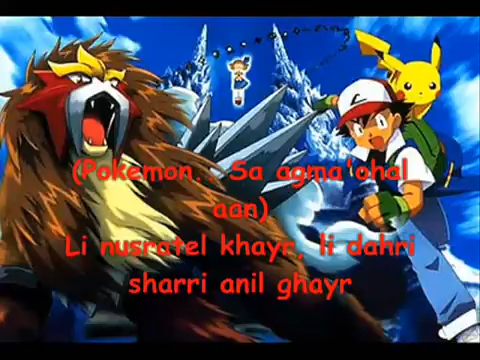 (Pokemon.  Sa agma'ohal
aan)
Li nusratel khayr, li dahri
sharri anil ghayr